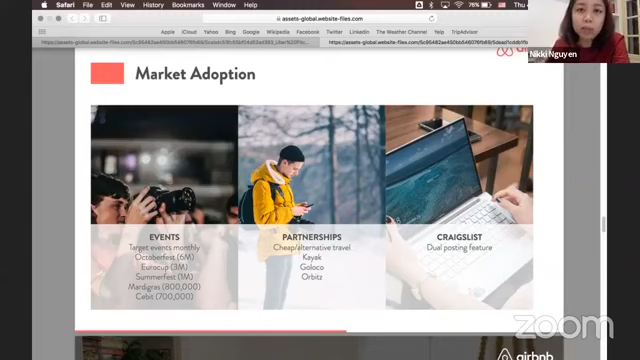 Safari File Edit View History Bookmarks Window Help
76%
Thu
assets-global.website-files.com
Apple iCloud Yahoo Bing Google Wikipedia Facebook Twitter LinkedIn The Weather Channel Yelp TripAdvisor
Nikki Nguyen
Market Adoption
EVENTS
Target events monthly
Octoberfest (6M)
Eurocup (3M)
Summerfest (1M)
Mardigras (800,000)
Cebit (700,000)
PARTNERSHIPS
Cheap/alternative travel
Kayak
Goloco
Orbitz
CRAIGSLIST
Dual posting feature
zoom
airbnb